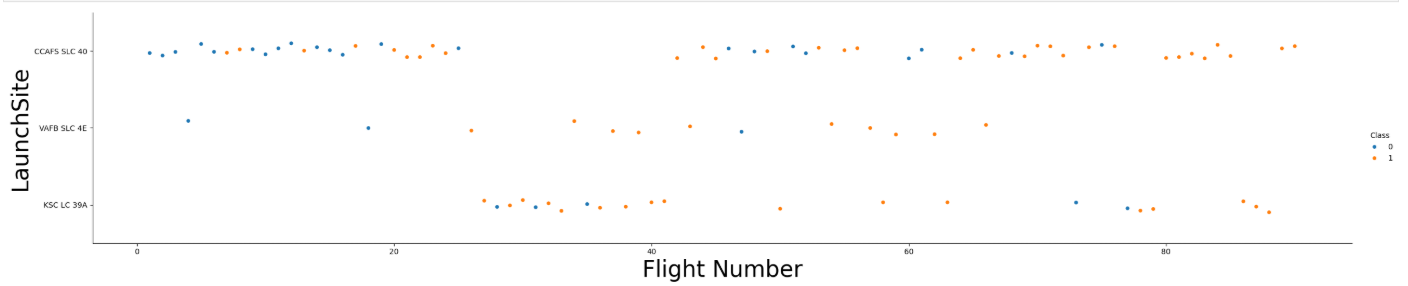 LaunchSite
CCAFS SLC 40
VAFB SLC 4E
KSC LC 39A
0 20 40 60 80
Flight Number
Class
0
1